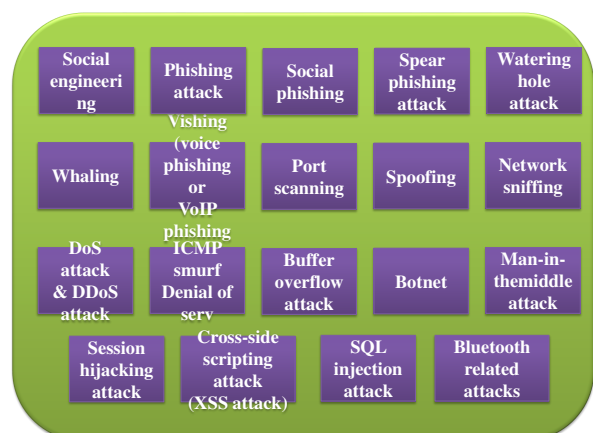 Social
engineeri
ng
Phishing
attack
Social
phishing
Spear
phishing
attack
Watering
hole
attack
Whaling
Vishing
(voice
phishing
or
VoIP
phishing
Port
scanning
Spoofing
Network
sniffing
DoS
attack
& DDoS
attack
ICMP
smurf
Denial of
serv
Buffer
overflow
attack
Botnet
Man-in-
themiddle
attack
Session
hijacking
attack
Cross-side
scripting
attack
(XSS attack)
SQL
injection
attack
Bluetooth
related
attacks